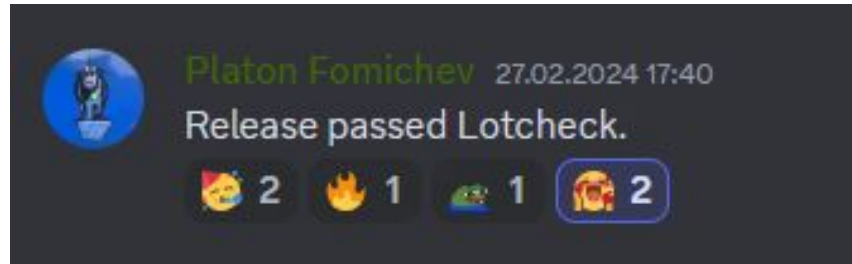 Platon Fomichev 27.02.2024 17:40
Release passed Lotcheck.
2 1 1 2